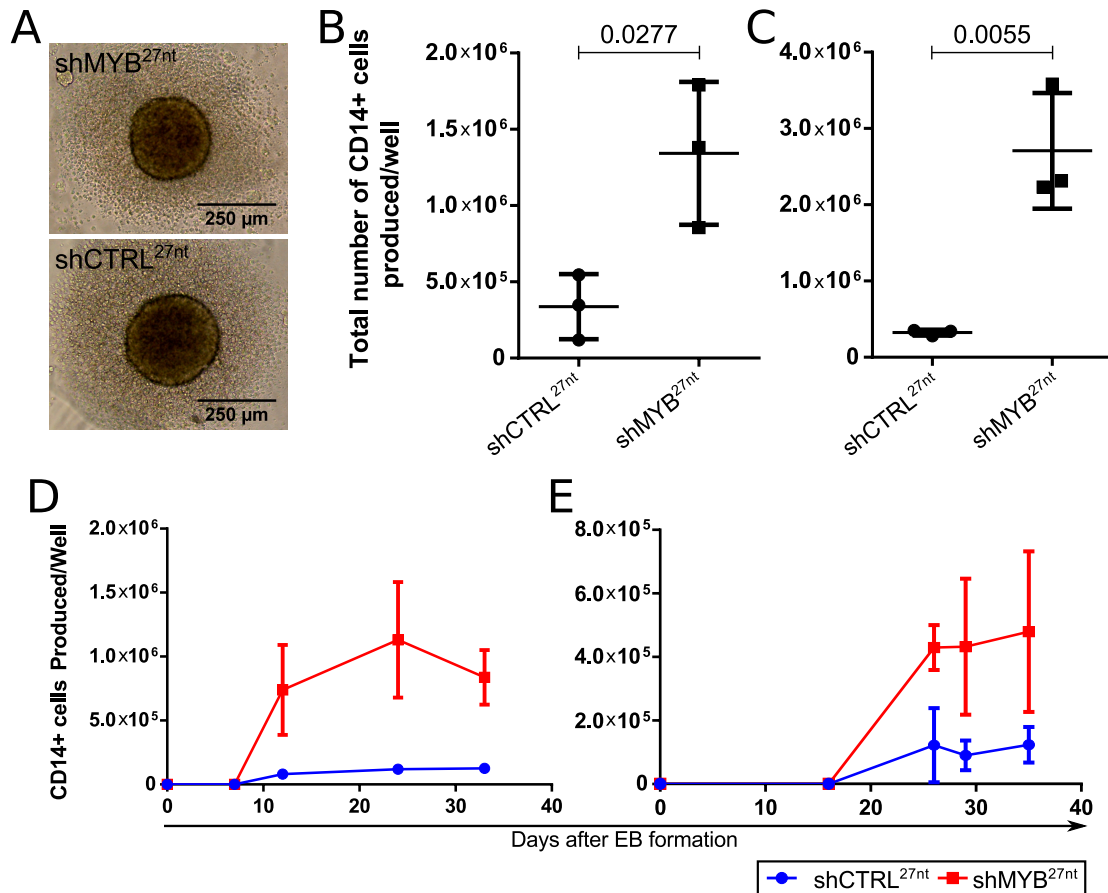 A
shMYB27nt
250 µm
shCTRL27nt
250 µm
B
0.0277
Total number of CD14+ cells
produced/well
2.0×10⁶
1.5×10⁶
1.0×10⁶
5.0×10⁵
0
shCTRL27nt
shMYB27nt
C
0.0055
4.0×10⁶
3.0×10⁶
2.0×10⁶
1.0×10⁶
0
shCTRL27nt
shMYB27nt
D
CD14+ cells Produced/Well
2.0×10⁶
1.5×10⁶
1.0×10⁶
5.0×10⁵
0
0 10 20 30 40
E
8.0×10⁵
6.0×10⁵
4.0×10⁵
2.0×10⁵
0
0 10 20 30 40
Days after EB formation
shCTRL27nt shMYB27nt